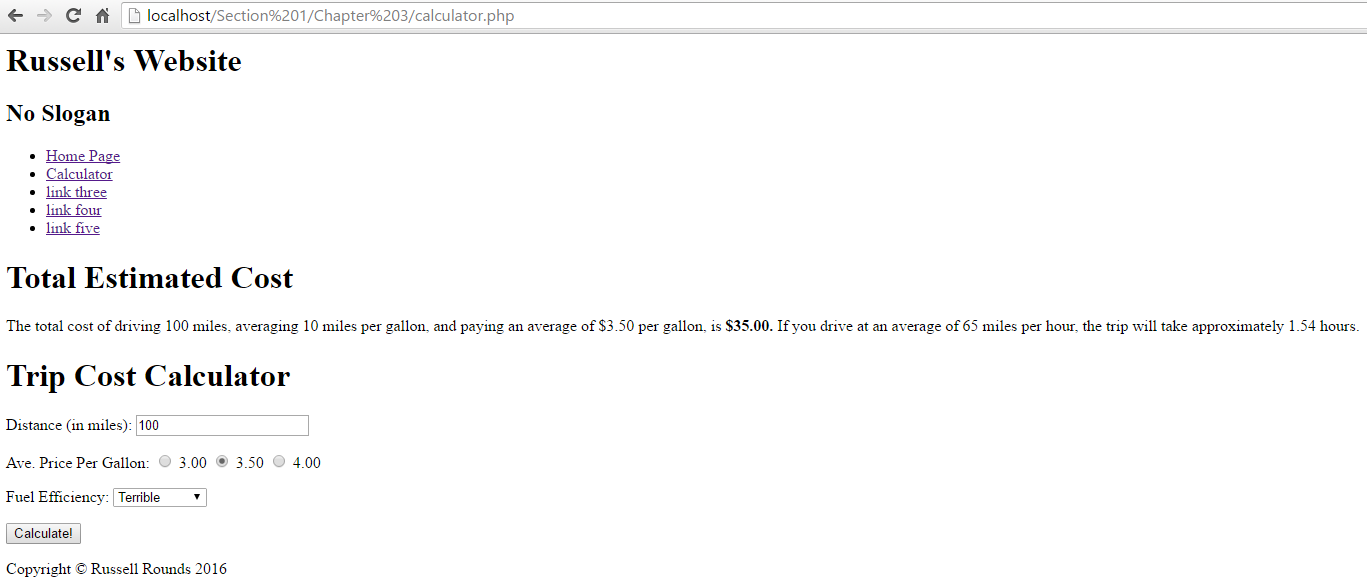 localhost/Section%201/Chapter%203/calculator.php
Russell's Website
No Slogan
Home Page
Calculator
link three
link four
link five
Total Estimated Cost
The total cost of driving 100 miles, averaging 10 miles per gallon, and paying an average of $3.50 per gallon, is $35.00. If you drive at an average of 65 miles per hour, the trip will take approximately 1.54 hours.
Trip Cost Calculator
Distance (in miles): 100
Ave. Price Per Gallon: 3.00 3.50 4.00
Fuel Efficiency: Terrible
Calculate!
Copyright © Russell Rounds 2016